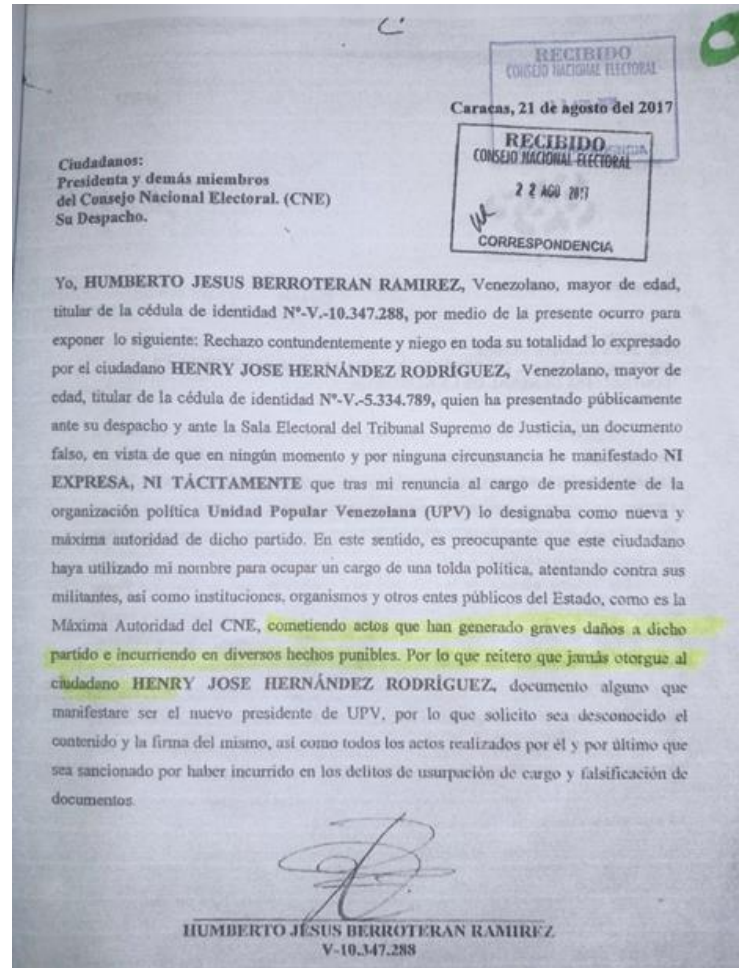 RECIBIDO
CONSEJO NACIONAL ELECTORAL
Caracas, 21 de agosto del 2017
RECIBIDO
CONSEJO NACIONAL ELECTORAL
22 AGO 2017
CORRESPONDENCIA
Ciudadanos:
Presidenta y demás miembros
del Consejo Nacional Electoral. (CNE)
Su Despacho.
Yo, HUMBERTO JESUS BERROTERAN RAMIREZ, Venezolano, mayor de edad,
titular de la cédula de identidad Nº-V.-10.347.288, por medio de la presente ocurro para
exponer lo siguiente: Rechazo contundentemente y niego en toda su totalidad lo expresado
por el ciudadano HENRY JOSE HERNÁNDEZ RODRÍGUEZ, Venezolano, mayor de
edad, titular de la cédula de identidad Nº-V.-5.334.789, quien ha presentado públicamente
ante su despacho y ante la Sala Electoral del Tribunal Supremo de Justicia, un documento
falso, en vista de que en ningún momento y por ninguna circunstancia he manifestado NI
EXPRESA, NI TÁCITAMENTE que tras mi renuncia al cargo de presidente de la
organización política Unidad Popular Venezolana (UPV) lo designaba como nueva y
máxima autoridad de dicho partido. En este sentido, es preocupante que este ciudadano
haya utilizado mi nombre para ocupar un cargo de una tolda política, atentando contra sus
militantes, así como instituciones, organismos y otros entes públicos del Estado, como es la
Máxima Autoridad del CNE, cometiendo actos que han generado graves daños a dicho
partido e incurriendo en diversos hechos punibles. Por lo que reitero que jamás otorgue al
ciudadano HENRY JOSE HERNÁNDEZ RODRÍGUEZ, documento alguno que
manifestare ser el nuevo presidente de UPV, por lo que solicito sea desconocido el
contenido y la firma del mismo, así como todos los actos realizados por él y por último que
sea sancionado por haber incurrido en los delitos de usurpación de cargo y falsificación de
documentos.
HUMBERTO JESUS BERROTERAN RAMIREZ
V-10.347.288